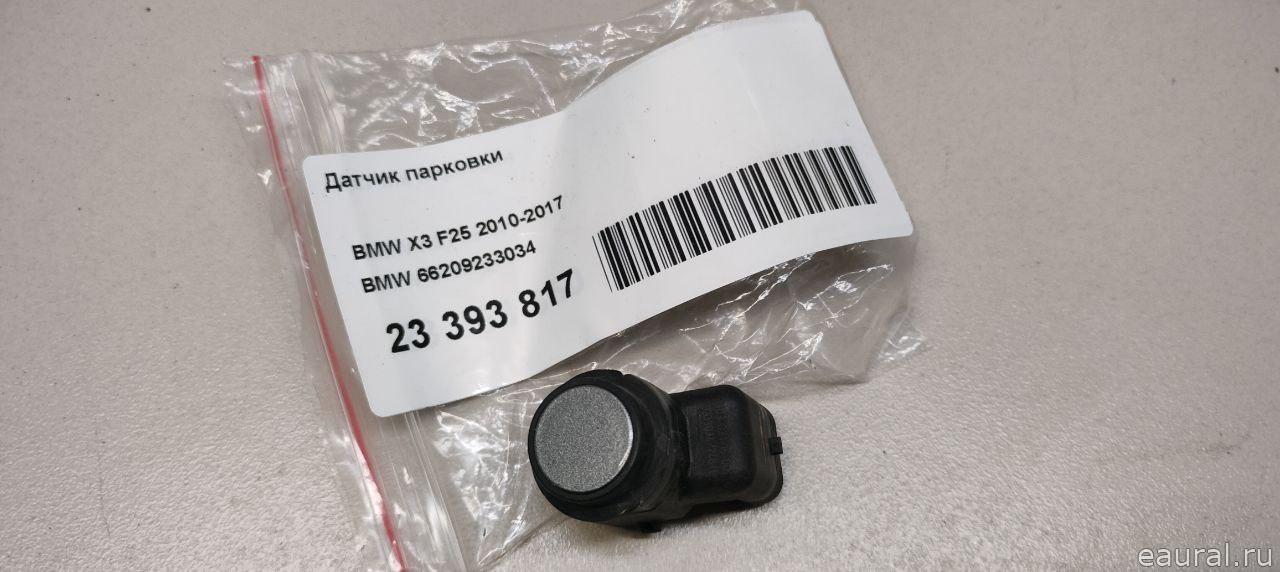 Датчик парковки
BMW X3 F25 2010-2017
BMW 66209233034
23 393 817
eaural.ru